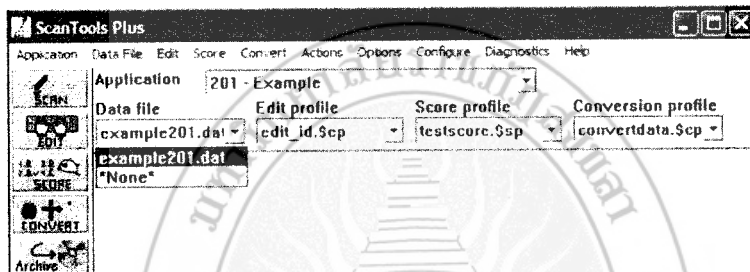 ScanTools Plus
Application Data File Edit Score Convert Actions Options Configure Diagnostics Help
SCAN
Application 201 - Example
Data file Edit profile Score profile Conversion profile
EDIT
example201.dat edit_id.$cp testscore.$sp convertdata.$cp
example201.dat
*None*
SCORE
CONVERT
Archive